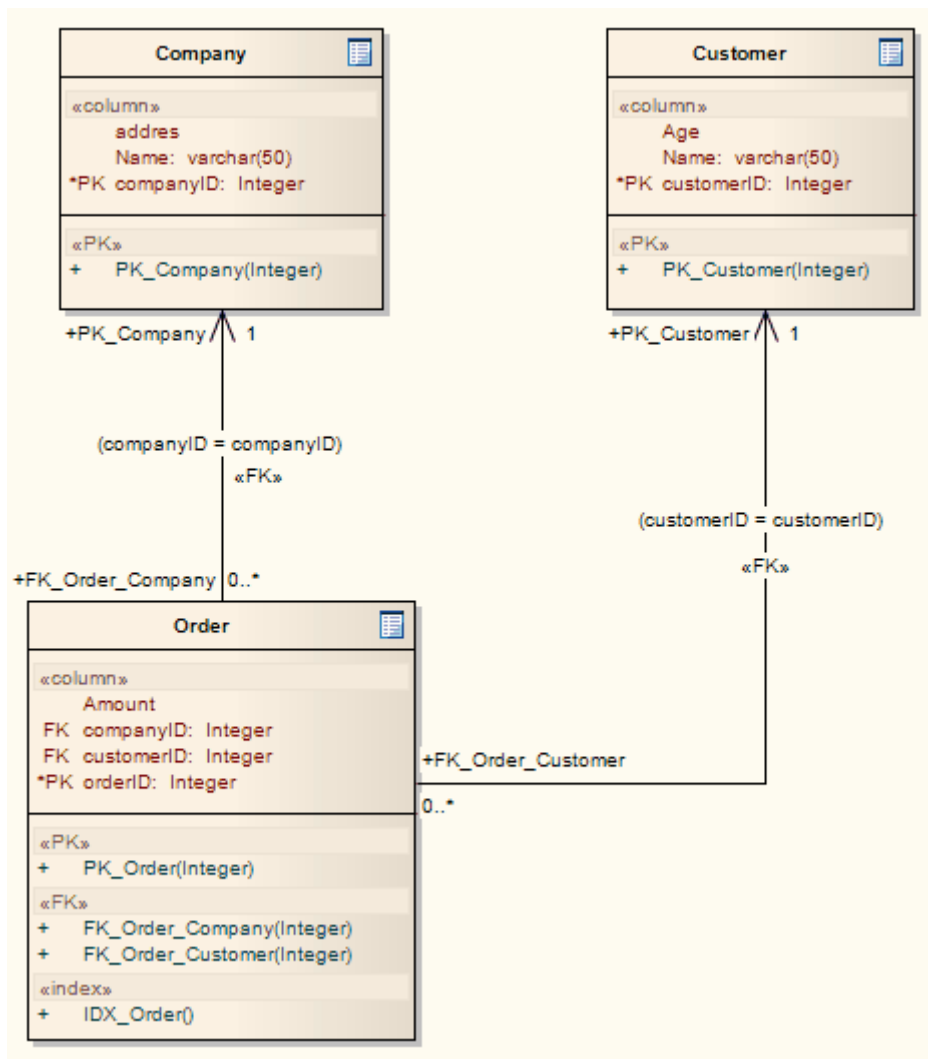 Company
«column»
addres
Name: varchar(50)
*PK companyID: Integer
«PK»
+ PK_Company(Integer)
Customer
«column»
Age
Name: varchar(50)
*PK customerID: Integer
«PK»
+ PK_Customer(Integer)
+PK_Company 1
+PK_Customer 1
(companyID = companyID)
«FK»
(customerID = customerID)
«FK»
+FK_Order_Company 0..*
Order
«column»
Amount
FK companyID: Integer
FK customerID: Integer
*PK orderID: Integer
«PK»
+ PK_Order(Integer)
«FK»
+ FK_Order_Company(Integer)
+ FK_Order_Customer(Integer)
«index»
+ IDX_Order()
+FK_Order_Customer
0..*